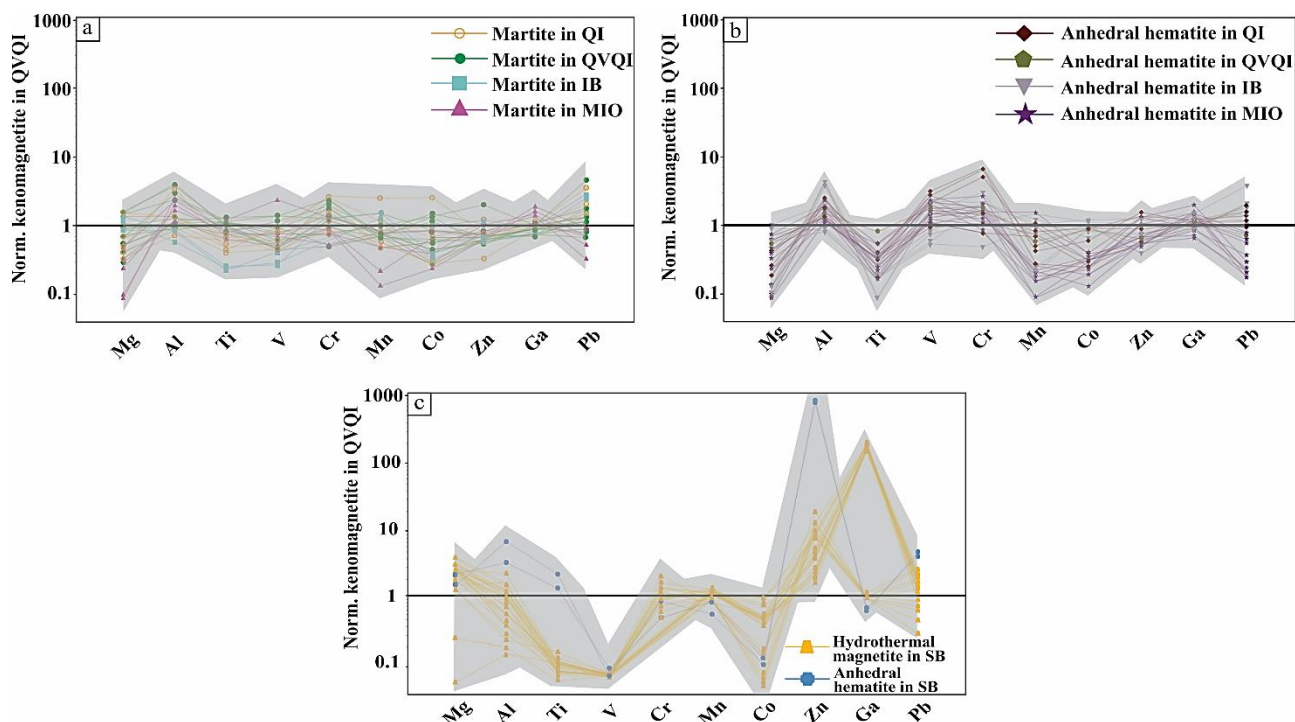 a
Norm. kenomagnetite in QVQI
1000
100
10
1
0.1
Martite in QI
Martite in QVQI
Martite in IB
Martite in MIO
Mg Al Ti V Cr Mn Co Zn Ga Pb
b
Norm. kenomagnetite in QVQI
1000
100
10
1
0.1
Anhedral hematite in QI
Anhedral hematite in QVQI
Anhedral hematite in IB
Anhedral hematite in MIO
Mg Al Ti V Cr Mn Co Zn Ga Pb
c
Norm. kenomagnetite in QVQI
1000
100
10
1
0.1
Hydrothermal
magnetite in SB
Anhedral
hematite in SB
Mg Al Ti V Cr Mn Co Zn Ga Pb